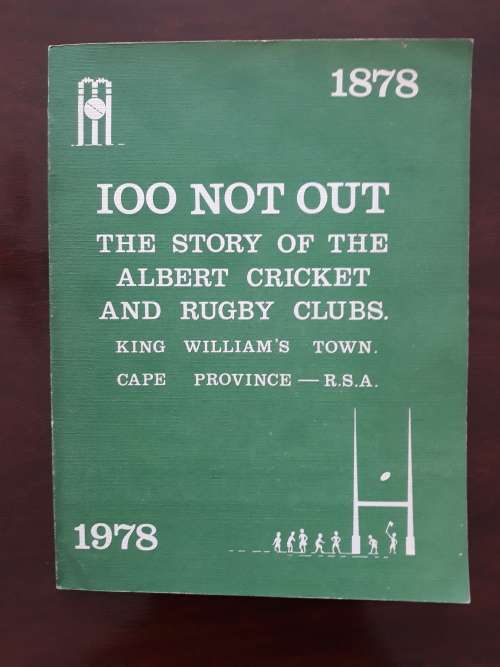 1878
100 NOT OUT
THE STORY OF THE
ALBERT CRICKET
AND RUGBY CLUBS.
KING WILLIAM'S TOWN.
CAPE PROVINCE — R.S.A.
1978